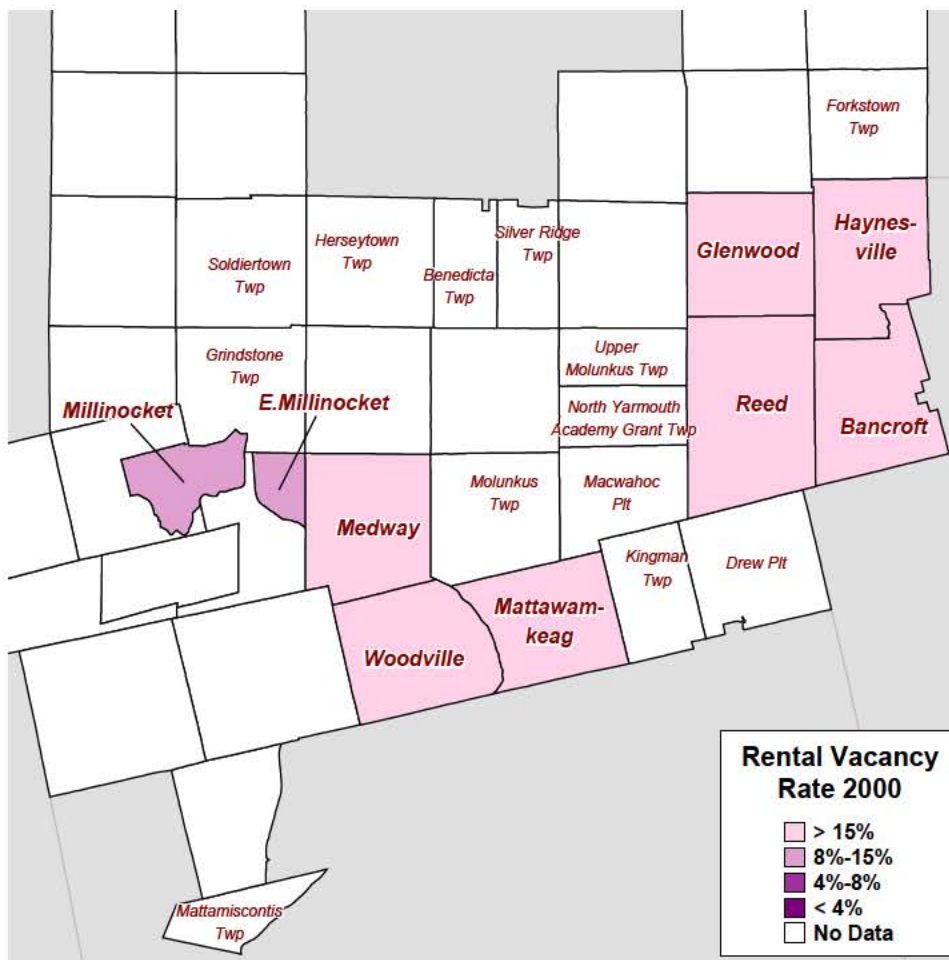 Forkstown
Twp
Haynes-
ville
Glenwood
Silver Ridge
Twp
Herseytown
Twp
Benedicta
Twp
Soldiertown
Twp
Grindstone
Twp
Upper
Molunkus Twp
Millinocket
E.Millinocket
North Yarmouth
Academy Grant Twp
Reed
Bancroft
Molunkus
Twp
Macwahoc
Plt
Medway
Kingman
Twp
Drew Plt
Mattawam-
keag
Woodville
Mattamiscontis
Twp
Rental Vacancy
Rate 2000
> 15%
8%-15%
4%-8%
< 4%
No Data